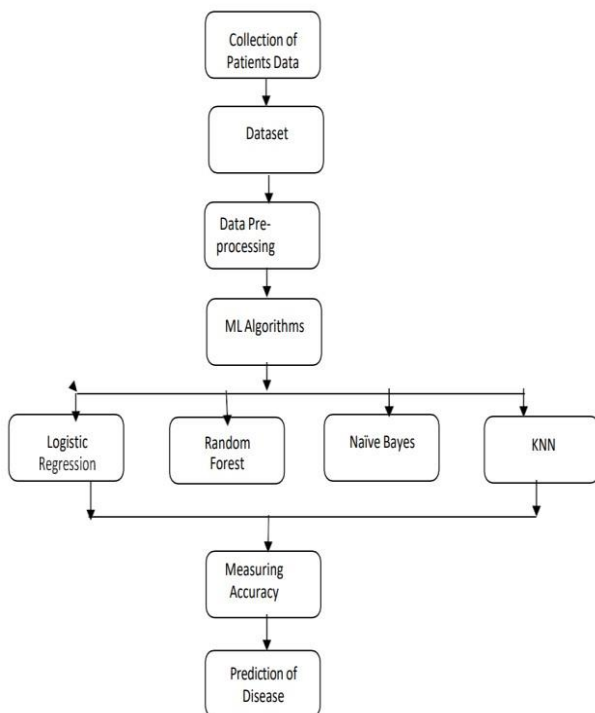 Collection of
Patients Data
Dataset
Data Pre-
processing
ML Algorithms
Logistic
Regression
Random
Forest
Naïve Bayes
KNN
Measuring
Accuracy
Prediction of
Disease